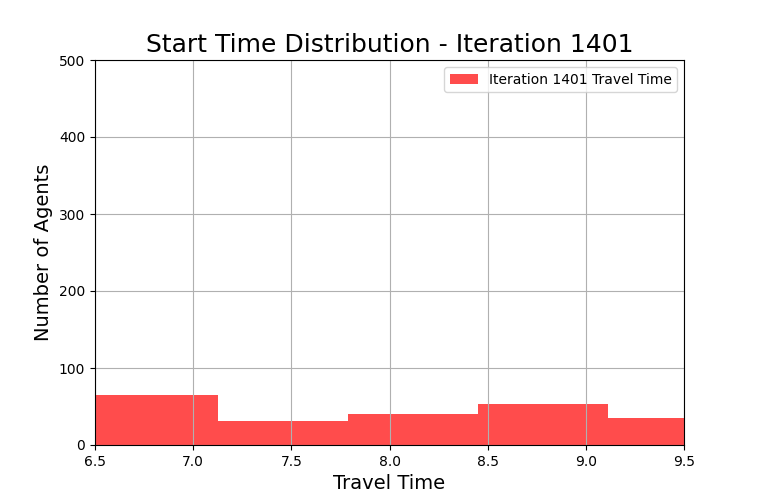 Start Time Distribution - Iteration 1401
Iteration 1401 Travel Time
Number of Agents
500
400
300
200
100
0
6.5 7.0 7.5 8.0 8.5 9.0 9.5
Travel Time